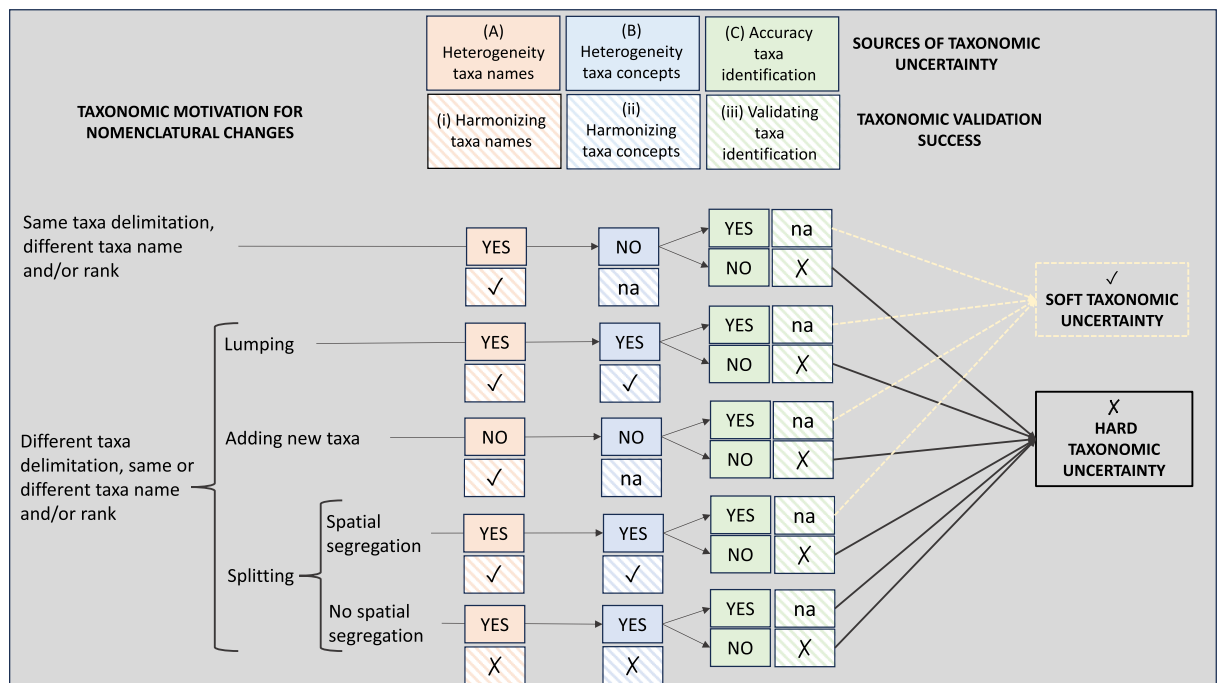 (A)
Heterogeneity
taxa names
(B)
Heterogeneity
taxa concepts
(C) Accuracy
taxa
identification
SOURCES OF TAXONOMIC
UNCERTAINTY
TAXONOMIC MOTIVATION FOR
NOMENCLATURAL CHANGES
(i) Harmonizing
taxa names
(ii)
Harmonizing
taxa concepts
(iii) Validating
taxa
identification
TAXONOMIC VALIDATION
SUCCESS
Same taxa delimitation,
different taxa name
and/or rank
YES
✓
NO
na
YES
na
NO
✗
Lumping
YES
✓
YES
✓
YES
na
NO
✗
Different taxa
delimitation, same or
different taxa name
and/or rank
Adding new taxa
NO
✓
NO
na
YES
na
NO
✗
Splitting
Spatial
segregation
YES
✓
YES
✓
YES
na
NO
✗
No spatial
segregation
YES
✗
YES
✗
YES
na
NO
✗
✓
SOFT TAXONOMIC
UNCERTAINTY
✗
HARD
TAXONOMIC
UNCERTAINTY